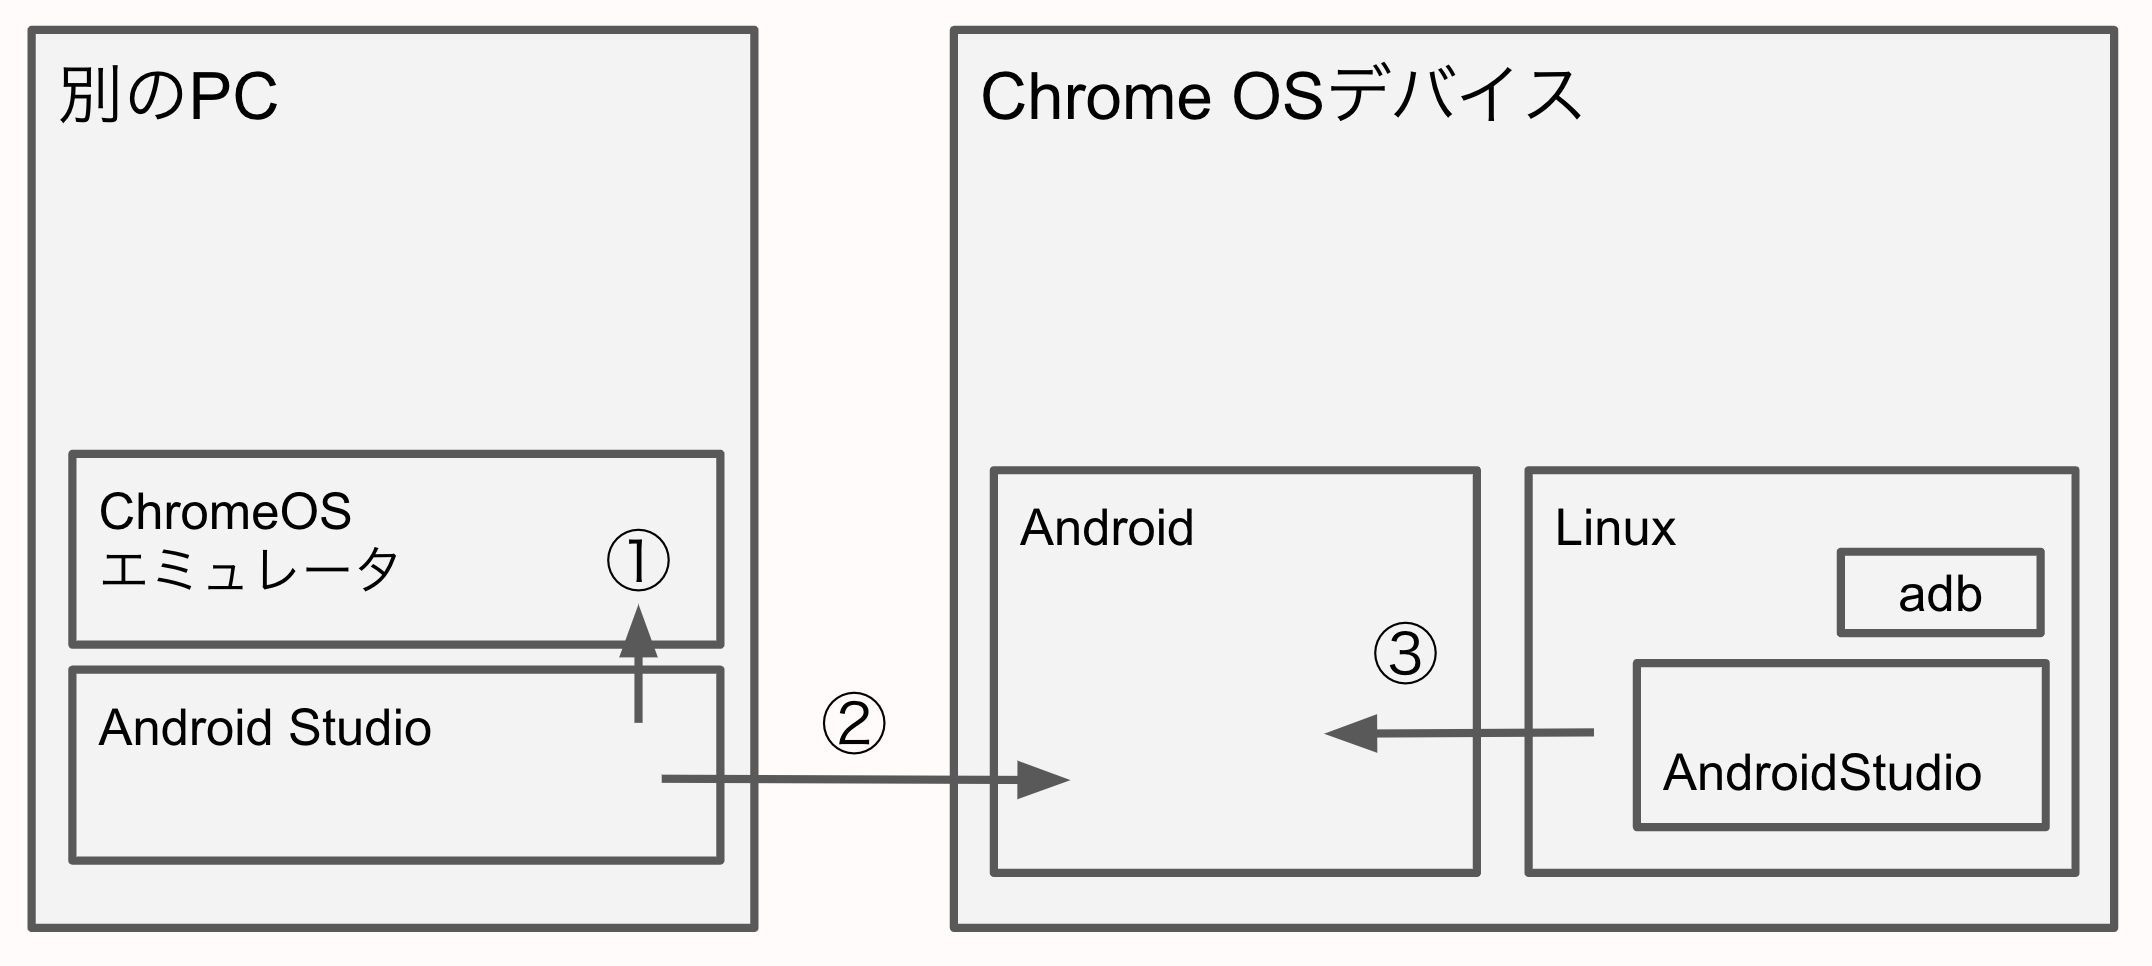 別のPC
ChromeOS
エミュレータ
①
Android Studio
②
Chrome OSデバイス
Android
③
Linux
adb
AndroidStudio